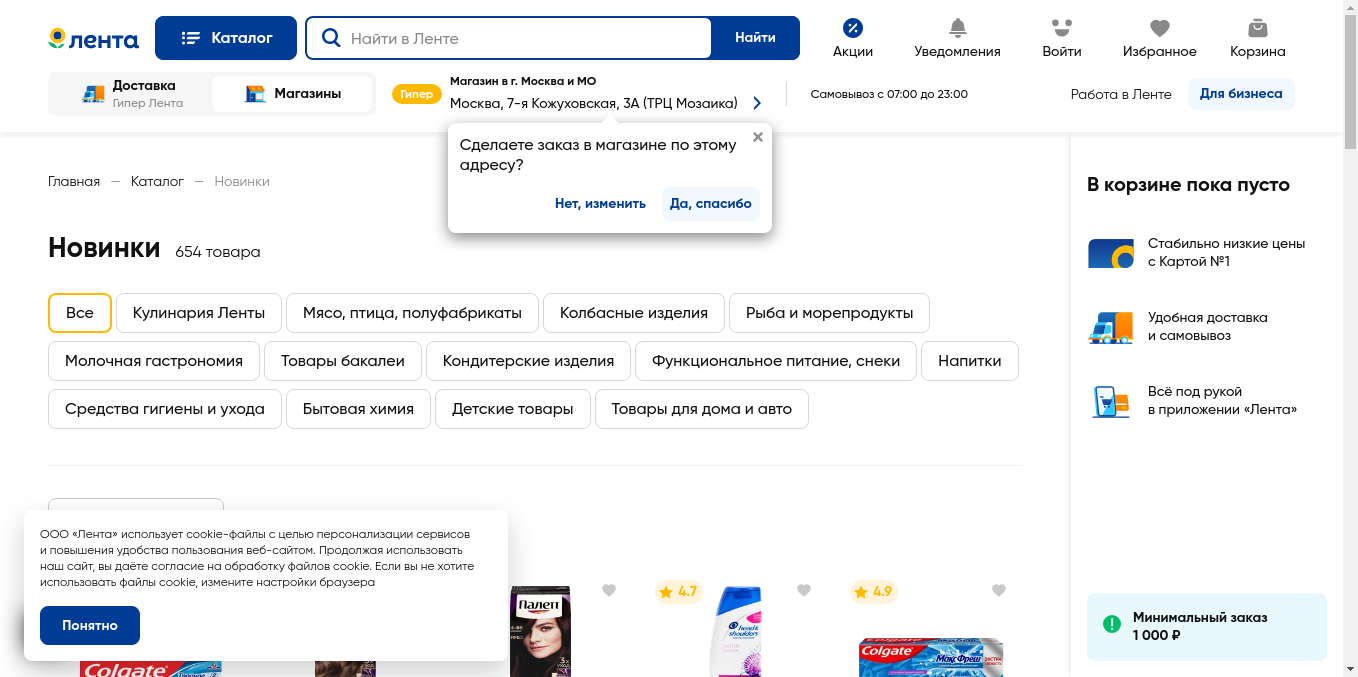 лента
Каталог
Найти в Ленте
Найти
Акции
Уведомления
Войти
Избранное
Корзина
Доставка
Гипер Лента
Магазины
Гипер
Магазин в г. Москва и МО
Москва, 7-я Кожуховская, 3А (ТРЦ Мозаика)
Самовывоз с 07:00 до 23:00
Работа в Ленте
Для бизнеса
Сделаете заказ в магазине по этому
адресу?
Нет, изменить
Да, спасибо
Главная — Каталог — Новинки
Новинки 654 товара
Все
Кулинария Ленты
Мясо, птица, полуфабрикаты
Колбасные изделия
Рыба и морепродукты
Молочная гастрономия
Товары бакалеи
Кондитерские изделия
Функциональное питание, снеки
Напитки
Средства гигиены и ухода
Бытовая химия
Детские товары
Товары для дома и авто
В корзине пока пусто
Стабильно низкие цены
с Картой №1
Удобная доставка
и самовывоз
Всё под рукой
в приложении «Лента»
Минимальный заказ
1 000 ₽
ООО «Лента» использует cookie-файлы с целью персонализации сервисов
и повышения удобства пользования веб-сайтом. Продолжая использовать
наш сайт, вы даёте согласие на обработку файлов cookie. Если вы не хотите
использовать файлы cookie, измените настройки браузера
Понятно
4.7
4.9
Палетт
head &
shoulders
Colgate
Макс Фреш
Colgate